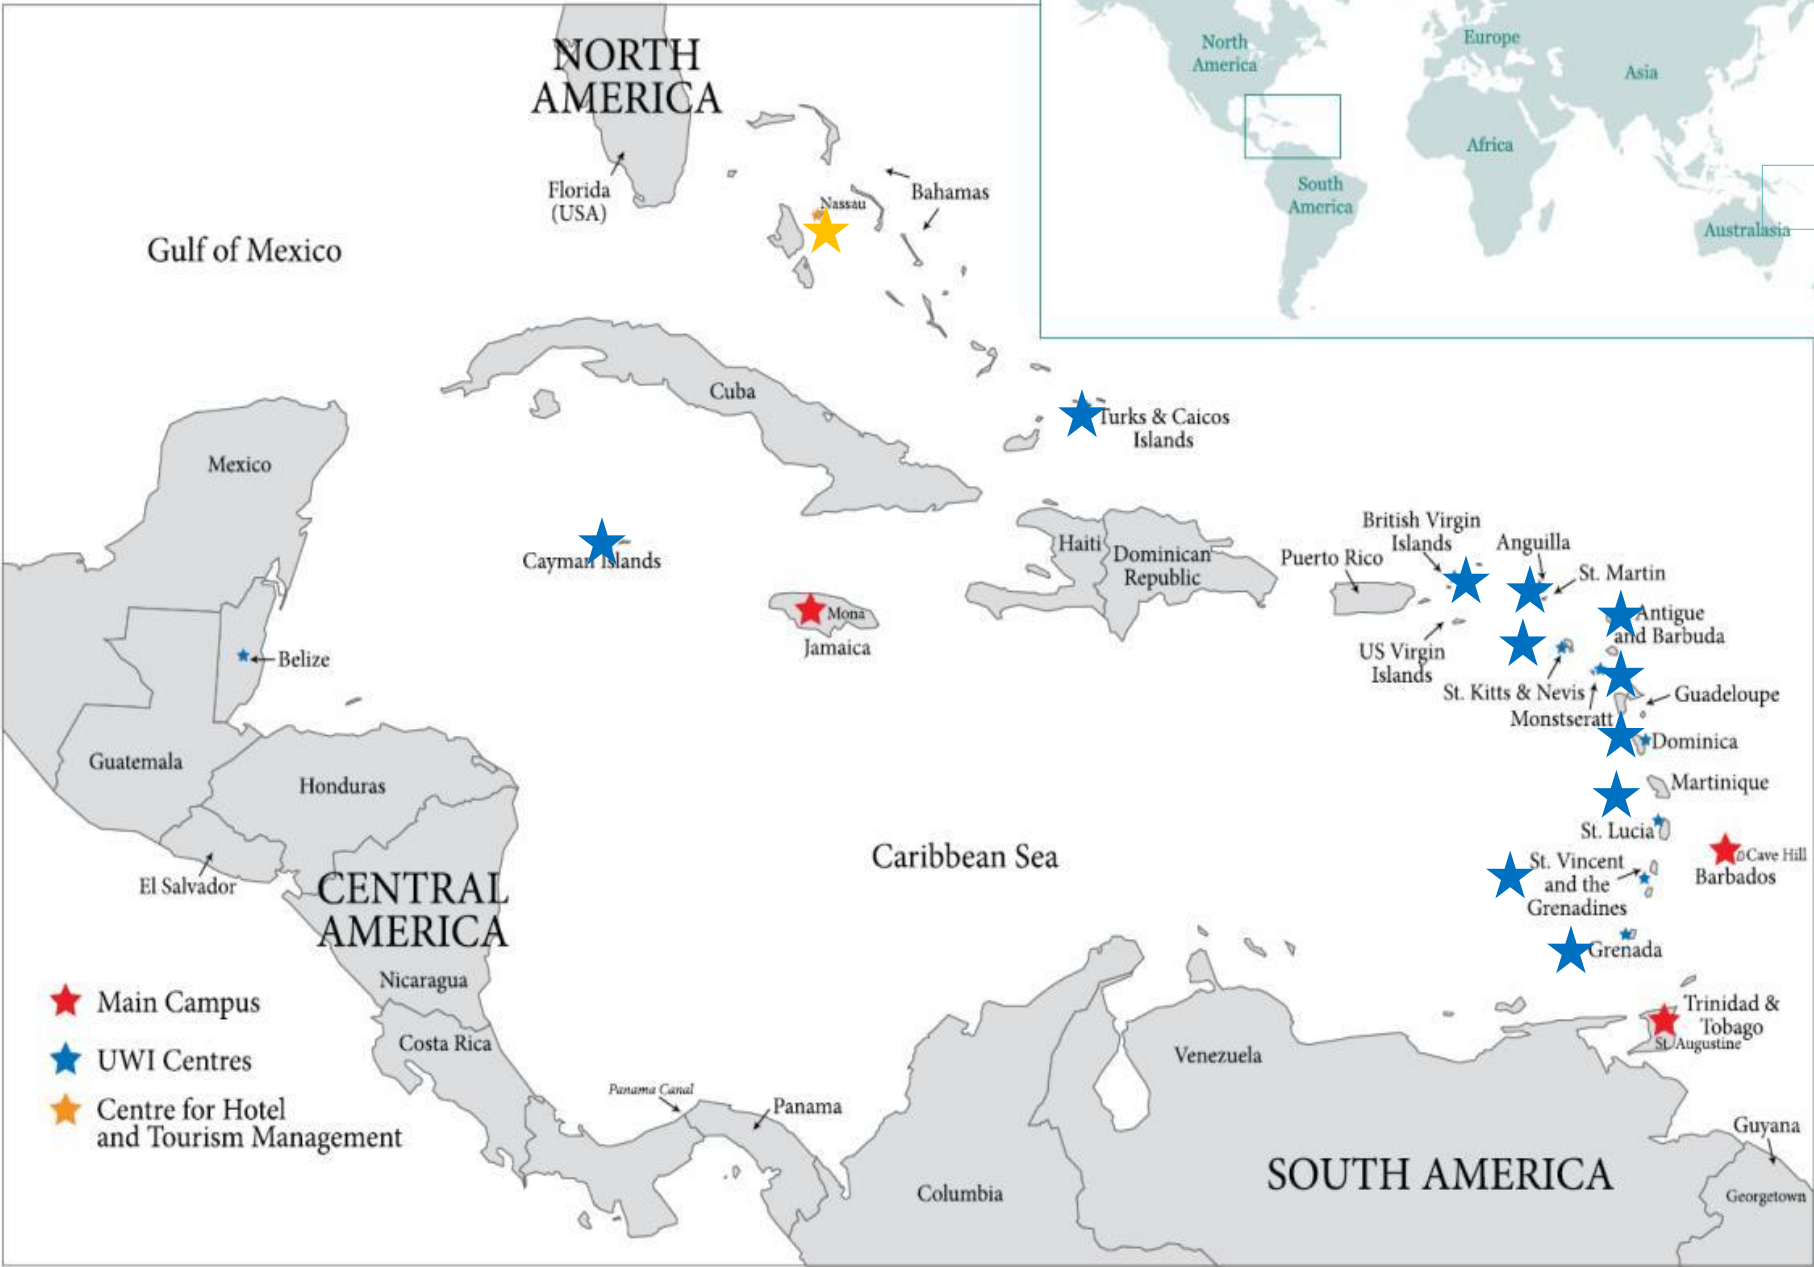 NORTH
AMERICA
Florida
(USA)
Nassau
Bahamas
Gulf of Mexico
North
America
Europe
Asia
Africa
South
America
Australasia
Cuba
Turks & Caicos
Islands
Mexico
Cayman Islands
Haiti
Dominican
Republic
Puerto Rico
British Virgin
Islands
Anguilla
St. Martin
Antigue
and Barbuda
Mona
Jamaica
Belize
US Virgin
Islands
St. Kitts & Nevis
Monstseratt
Guadeloupe
Dominica
Martinique
Guatemala
Honduras
St. Lucia
Caribbean Sea
St. Vincent
and the
Grenadines
Cave Hill
Barbados
El Salvador
CENTRAL
AMERICA
Grenada
Nicaragua
Main Campus
UWI Centres
Centre for Hotel
and Tourism Management
Costa Rica
Trinidad &
Tobago
St. Augustine
Venezuela
Panama Canal
Panama
Guyana
Columbia
SOUTH AMERICA
Georgetown